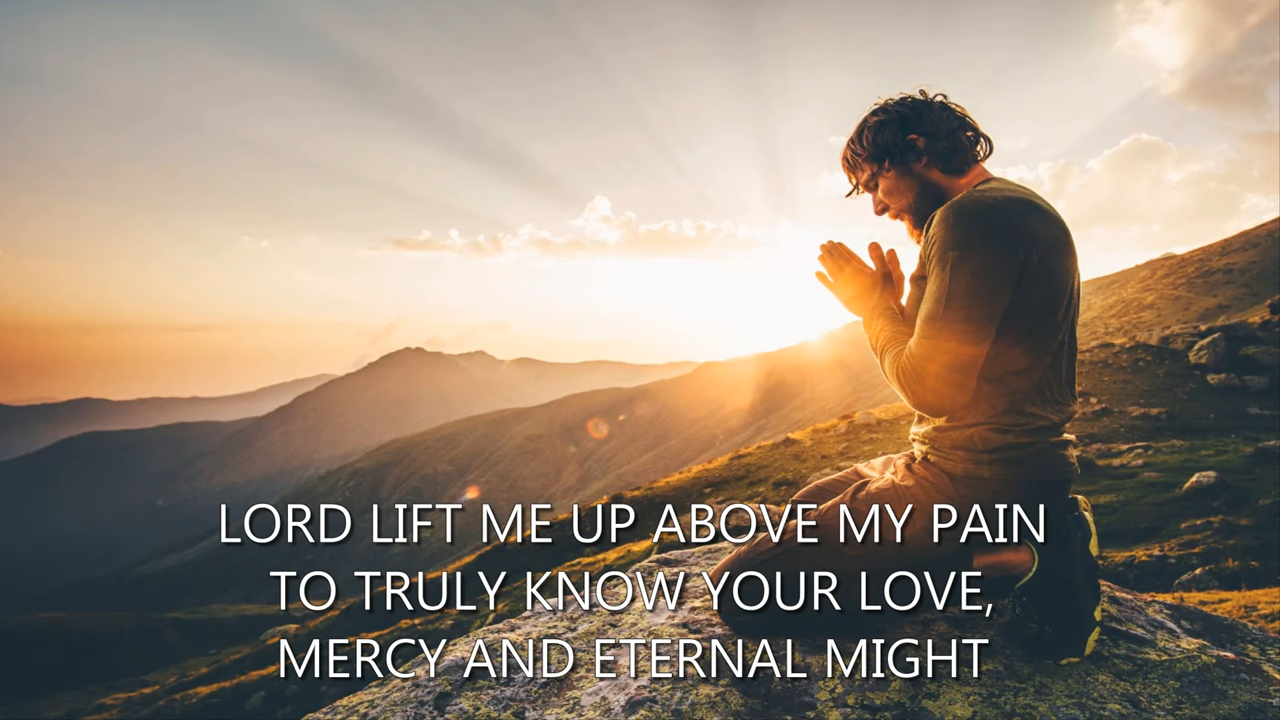 LORD LIFT ME UP ABOVE MY PAIN
TO TRULY KNOW YOUR LOVE,
MERCY AND ETERNAL MIGHT